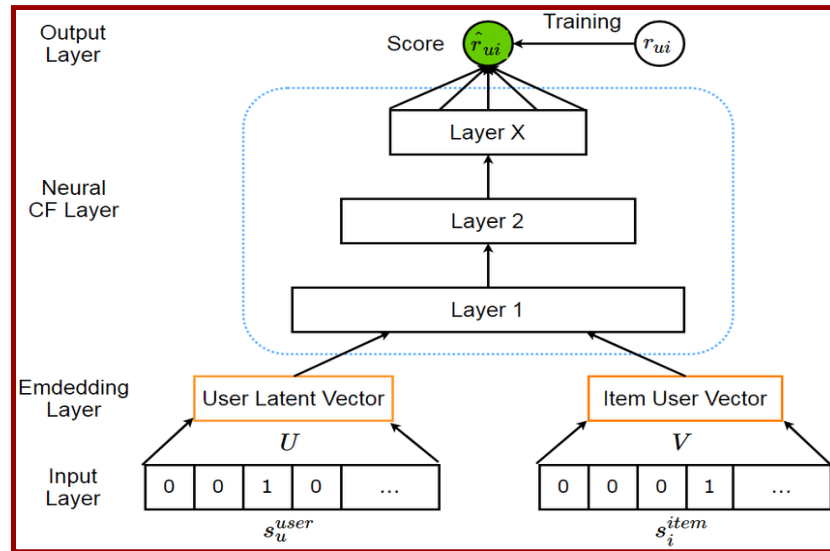 Output
Layer
Score
r̂ui
Training
rui
Layer X
Neural
CF Layer
Layer 2
Layer 1
Emdedding
Layer
User Latent Vector
Item User Vector
U
V
Input
Layer
0 0 1 0 ...
0 0 0 1 ...
s_u^{user}
s_i^{item}